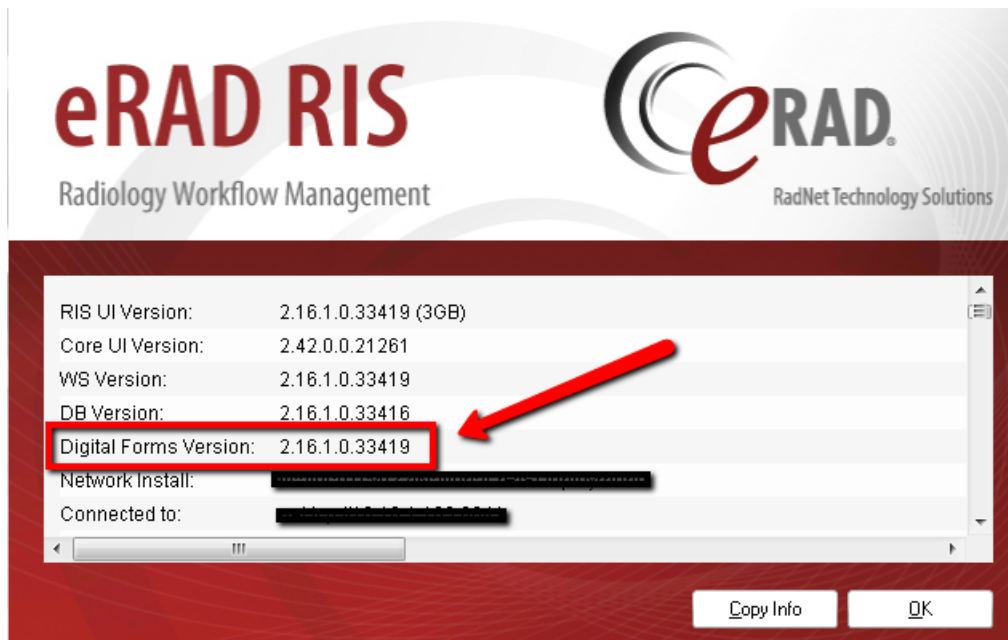 eRAD RIS
Radiology Workflow Management
eRAD®
RadNet Technology Solutions
RIS UI Version: 2.16.1.0.33419 (3GB)
Core UI Version: 2.42.0.0.21261
WS Version: 2.16.1.0.33419
DB Version: 2.16.1.0.33416
Digital Forms Version: 2.16.1.0.33419
Network Install:
Connected to:
Copy Info
OK